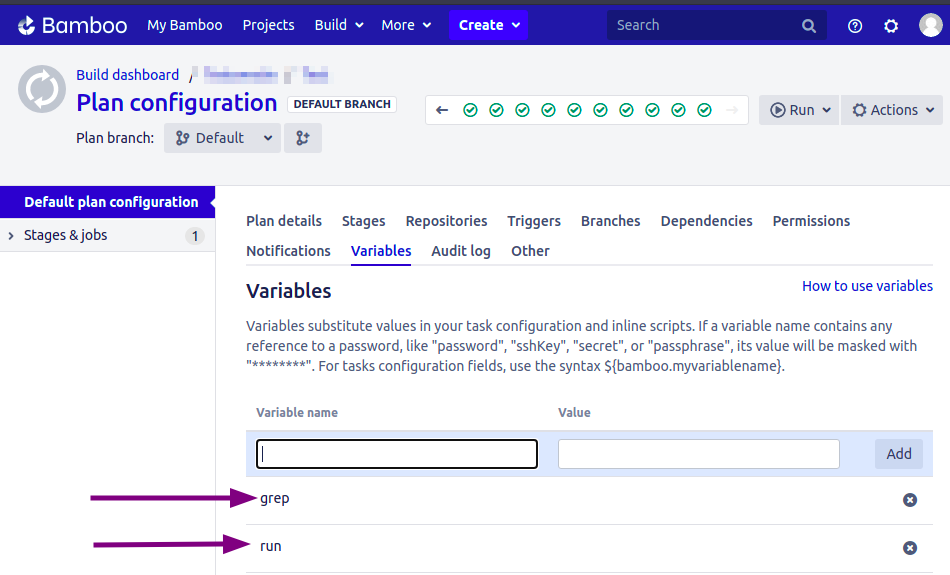 Bamboo My Bamboo Projects Build More Create Search
Build dashboard /
Plan configuration DEFAULT BRANCH
Run Actions
Plan branch: Default
Default plan configuration
Stages & jobs 1
Plan details Stages Repositories Triggers Branches Dependencies Permissions
Notifications Variables Audit log Other
Variables How to use variables
Variables substitute values in your task configuration and inline scripts. If a variable name contains any
reference to a password, like "password", "sshKey", "secret", or "passphrase", its value will be masked with
"********". For tasks configuration fields, use the syntax ${bamboo.myvariablename}.
Variable name Value
Add
grep
run